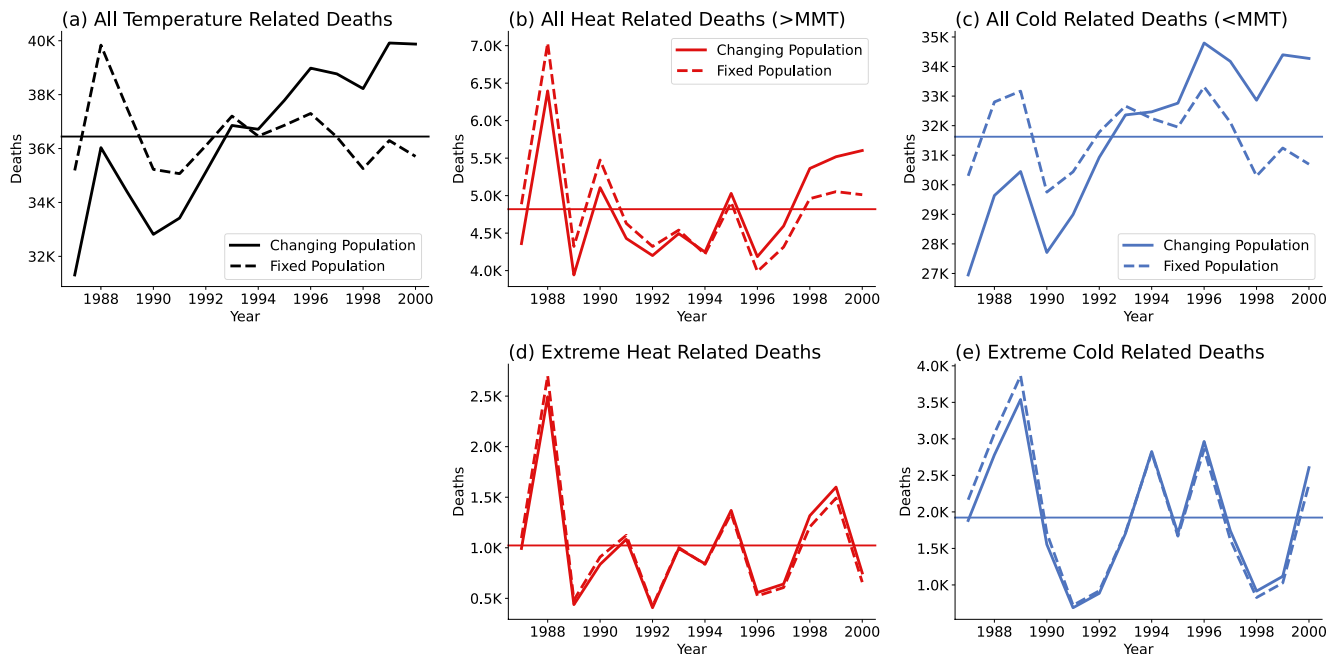 (a) All Temperature Related Deaths
40K
38K
36K
34K
32K
Deaths
Changing Population
Fixed Population
1988 1990 1992 1994 1996 1998 2000
Year
(b) All Heat Related Deaths (>MMT)
7.0K
6.5K
6.0K
5.5K
5.0K
4.5K
4.0K
Deaths
Changing Population
Fixed Population
1988 1990 1992 1994 1996 1998 2000
Year
(c) All Cold Related Deaths (<MMT)
35K
34K
33K
32K
31K
30K
29K
28K
27K
Deaths
Changing Population
Fixed Population
1988 1990 1992 1994 1996 1998 2000
Year
(d) Extreme Heat Related Deaths
2.5K
2.0K
1.5K
1.0K
0.5K
Deaths
1988 1990 1992 1994 1996 1998 2000
Year
(e) Extreme Cold Related Deaths
4.0K
3.5K
3.0K
2.5K
2.0K
1.5K
1.0K
Deaths
1988 1990 1992 1994 1996 1998 2000
Year